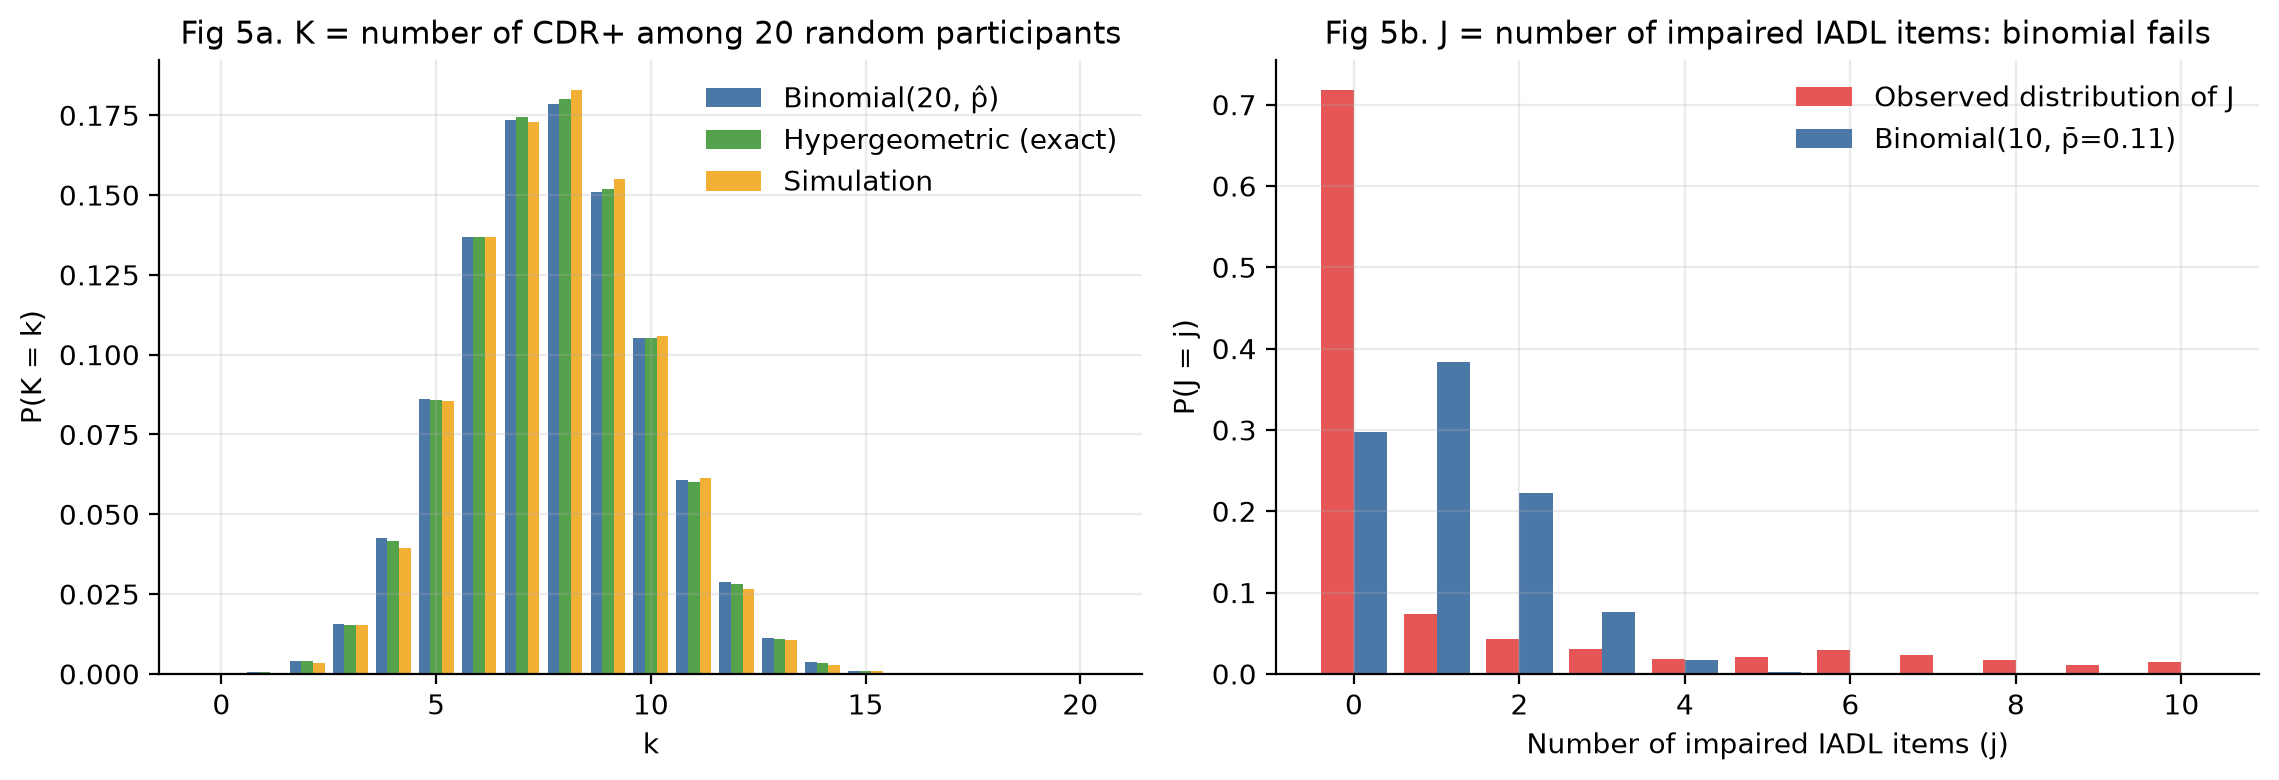 Fig 5a. K = number of CDR+ among 20 random participants
Binomial(20, p̂)
Hypergeometric (exact)
Simulation
P(K = k)
0.175
0.150
0.125
0.100
0.075
0.050
0.025
0.000
0 5 10 15 20
k
Fig 5b. J = number of impaired IADL items: binomial fails
Observed distribution of J
Binomial(10, p̄=0.11)
P(J = j)
0.7
0.6
0.5
0.4
0.3
0.2
0.1
0.0
0 2 4 6 8 10
Number of impaired IADL items (j)